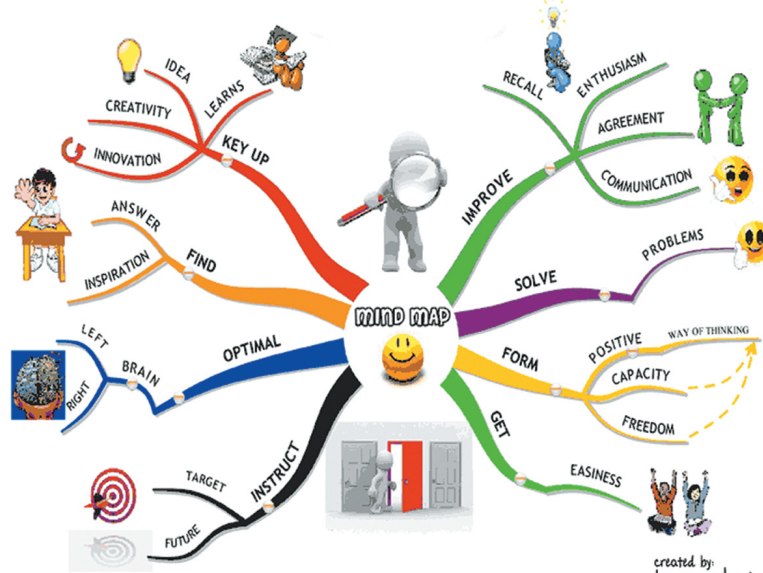 MIND MAP
KEY UP
IDEA
LEARNS
CREATIVITY
INNOVATION
FIND
ANSWER
INSPIRATION
OPTIMAL
BRAIN
LEFT
RIGHT
INSTRUCT
TARGET
FUTURE
IMPROVE
RECALL
ENTHUSIASM
AGREEMENT
COMMUNICATION
SOLVE
PROBLEMS
FORM
POSITIVE
WAY OF THINKING
CAPACITY
FREEDOM
GET
EASINESS
created by: